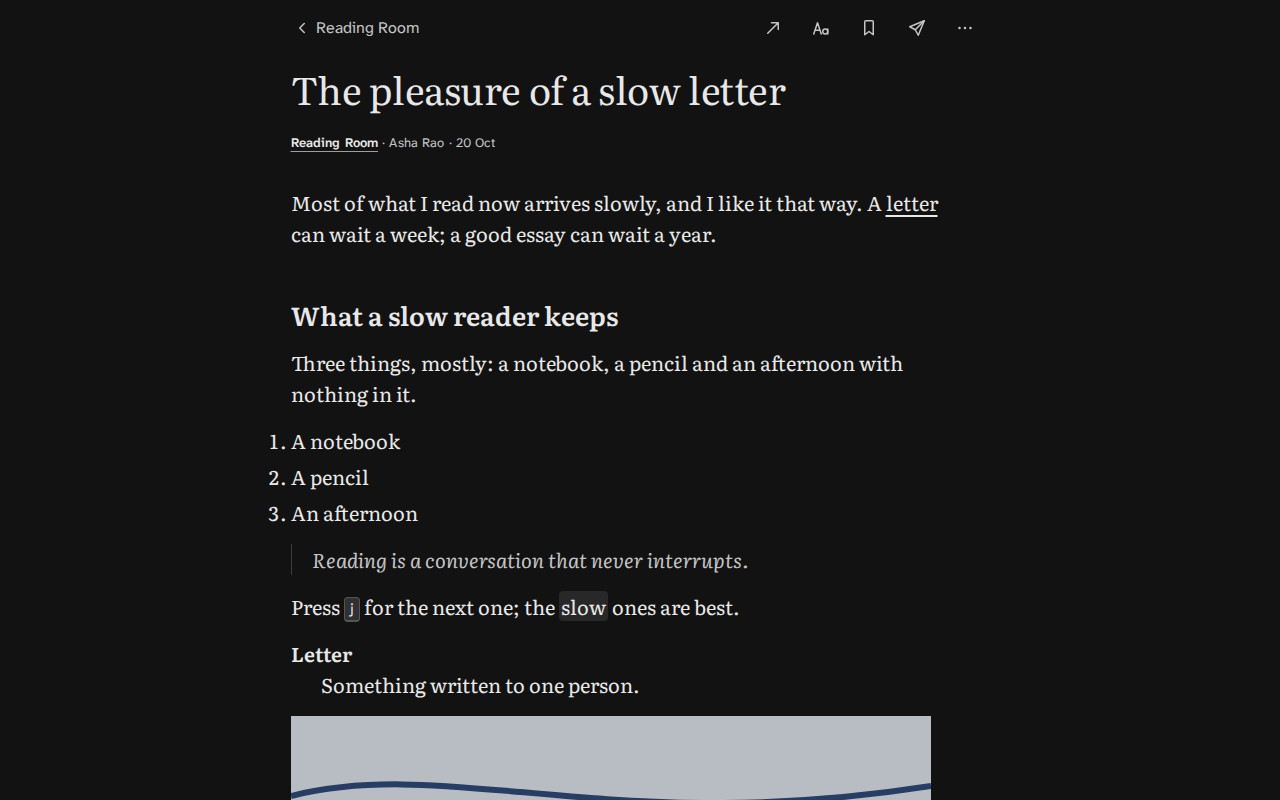 Reading Room
Aa
The pleasure of a slow letter
Reading Room · Asha Rao · 20 Oct
Most of what I read now arrives slowly, and I like it that way. A letter
can wait a week; a good essay can wait a year.
What a slow reader keeps
Three things, mostly: a notebook, a pencil and an afternoon with
nothing in it.
1. A notebook
2. A pencil
3. An afternoon
Reading is a conversation that never interrupts.
Press j for the next one; the slow ones are best.
Letter
Something written to one person.